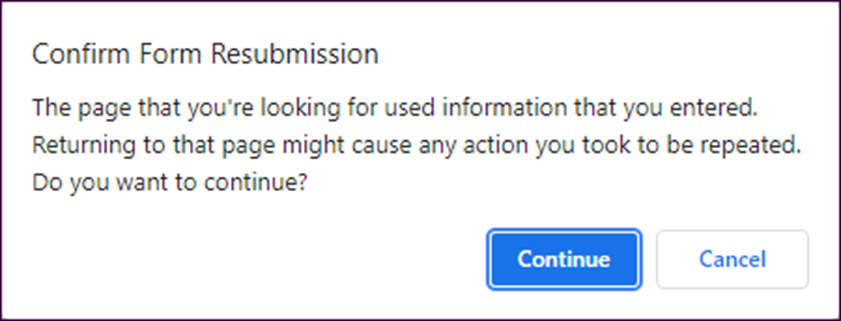 Confirm Form Resubmission
The page that you're looking for used information that you entered.
Returning to that page might cause any action you took to be repeated.
Do you want to continue?
Continue Cancel